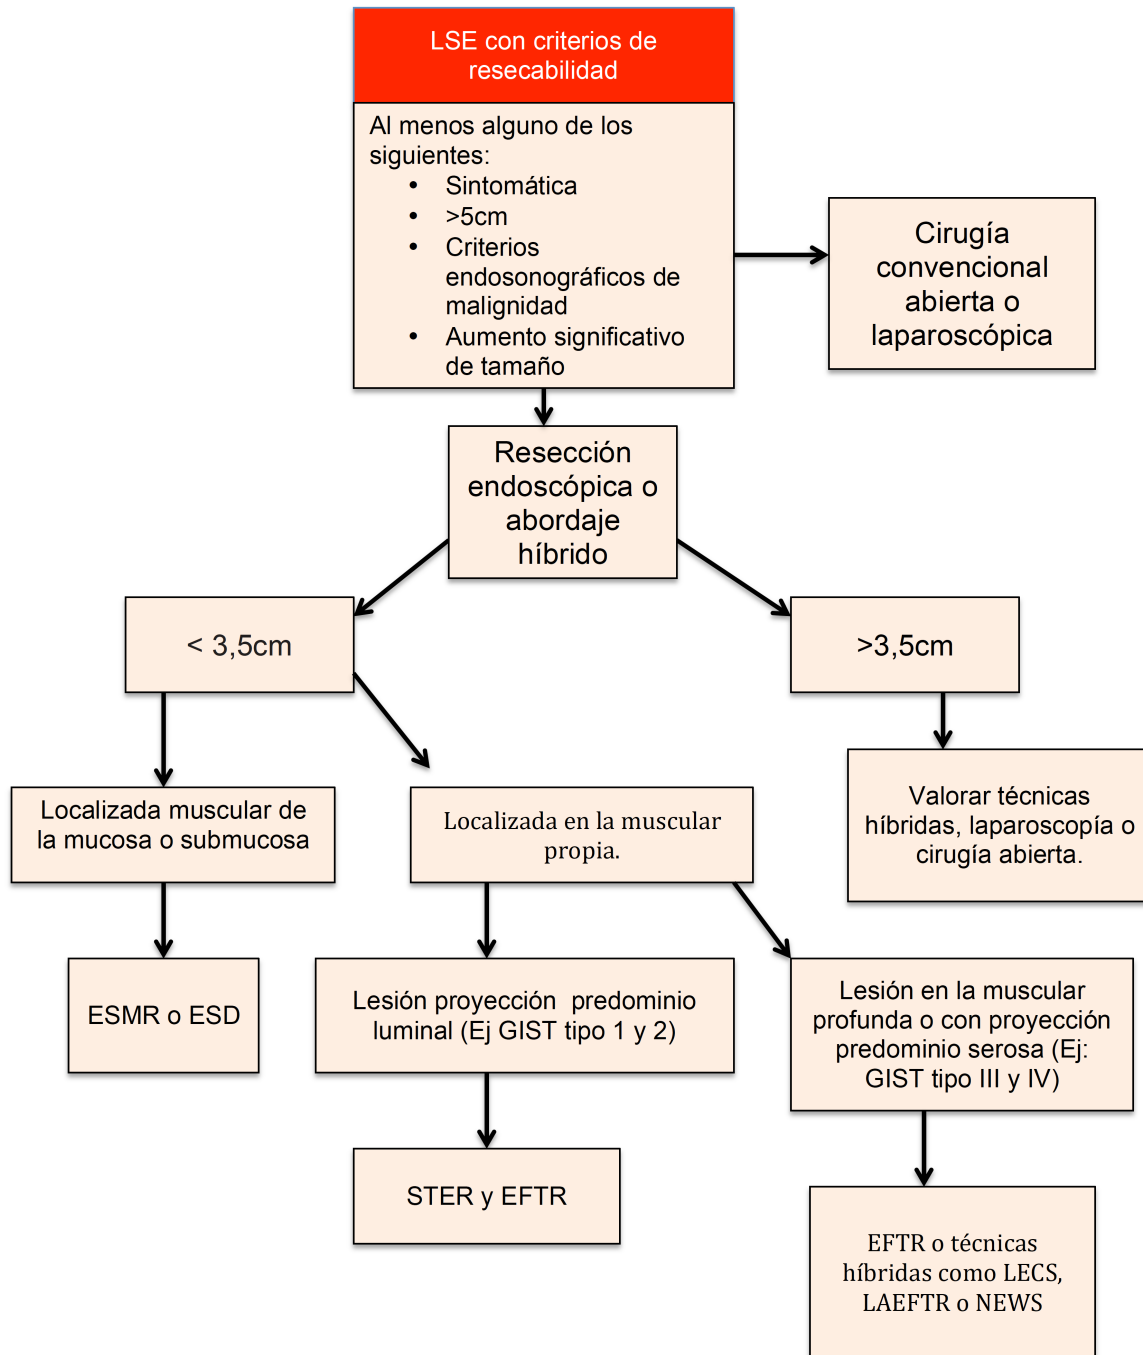 LSE con criterios de
resecabilidad
Al menos alguno de los
siguientes:
• Sintomática
• >5cm
• Criterios
endosonográficos de
malignidad
• Aumento significativo
de tamaño
Cirugía
convencional
abierta o
laparoscópica
Resección
endoscópica o
abordaje
híbrido
< 3,5cm
>3,5cm
Localizada muscular de
la mucosa o submucosa
Localizada en la muscular
propia.
Valorar técnicas
híbridas, laparoscopía o
cirugía abierta.
ESMR o ESD
Lesión proyección predominio
luminal (Ej GIST tipo 1 y 2)
Lesión en la muscular
profunda o con proyección
predominio serosa (Ej:
GIST tipo III y IV)
STER y EFTR
EFTR o técnicas
híbridas como LECS,
LAEFTR o NEWS